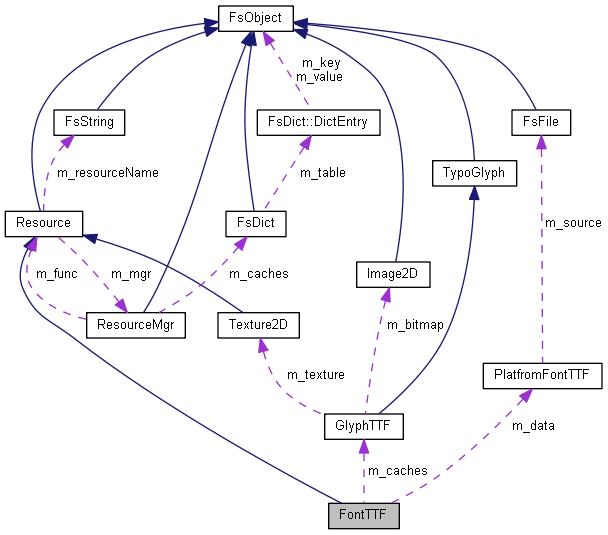 FsObject
m_key
m_value
FsString
FsDict::DictEntry
FsFile
m_resourceName
m_table
TypoGlyph
Resource
FsDict
m_source
m_func
m_mgr
m_caches
Image2D
ResourceMgr
Texture2D
m_bitmap
m_texture
PlatfromFontTTF
GlyphTTF
m_data
m_caches
FontTTF